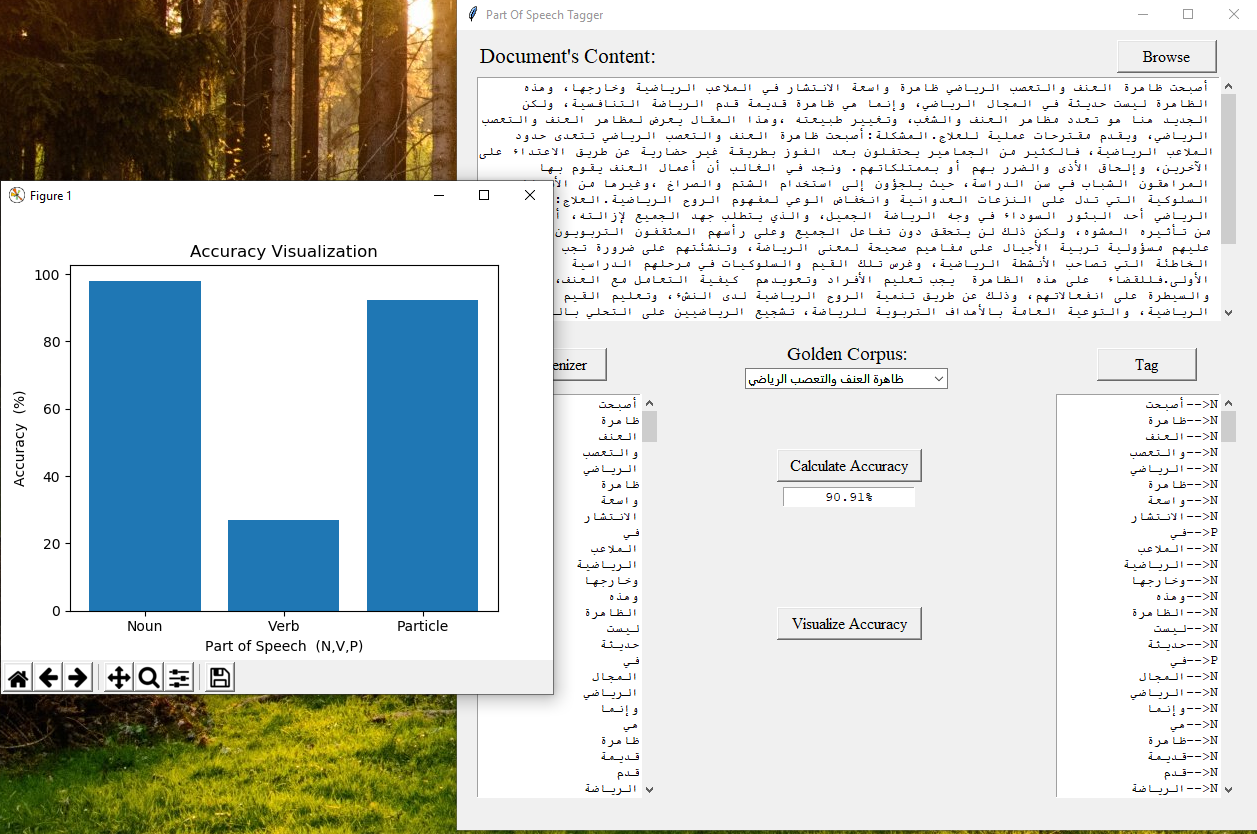 Part Of Speech Tagger
Document's Content:
Browse
أصبحت ظاهرة العنف والتعصب الرياضي ظاهرة واسعة الانتشار في الملاعب الرياضية وخارجها، وهذه
الظاهرة ليست حديثة في المجال الرياضي، وإنما هي ظاهرة قديمة قدم الرياضة التنافسية، ولكن
الجديد هنا هو تعدد مظاهر العنف والشغب، وتغيير طبيعته ،وهذا المقال يعرض لمظاهر العنف والتعصب
الرياضي، ويقدم مقترحات عملية للعلاج.المشكلة:أصبحت ظاهرة العنف والتعصب الرياضي تتعدى حدود
الملاعب الرياضية، فالكثير من الجماهير يحتفلون بعد الفوز بطريقة غير حضارية عن طريق الاعتداء على
الآخرين، وإلحاق الأذى والضرر بهم أو بممتلكاتهم. ونجد في الغالب أن أعمال العنف يقوم بها
المراهقون الشباب في سن الدراسة، حيث يلجؤون إلى استخدام الشتم والصراخ ،وغيرها من
السلوكية التي تدل على النزعات العدوانية وانخفاض الوعي لمفهوم الروح الرياضية.العلاج:
الرياضي أحد البثور السوداء في وجه الرياضة الجميل، والذي يتطلب جهد الجميع لإزالته،
من تأثيره المشوه، ولكن ذلك لن يتحقق دون تفاعل الجميع وعلى رأسهم المثقفون التربويون
عليهم مسؤولية تربية الأجيال على مفاهيم صحيحة لمعنى الرياضة، وتنشئتهم على ضرورة تجب
الخاطئة التي تصاحب الأنشطة الرياضية، وغرس تلك القيم والسلوكيات في مرحلهم الدراسية
الأولى.فللقضاء على هذه الظاهرة يجب تعليم الأفراد وتعويدهم كيفية التعامل مع العنف،
والسيطرة على انفعالاتهم، وذلك عن طريق تنمية الروح الرياضية لدى النشء، وتعليم القيم
الرياضية، والتوعية العامة بالأهداف التربوية للرياضة، تشجيع الرياضيين على التحلي
Figure 1
Accuracy Visualization
100
80
60
40
20
0
Accuracy (%)
Noun Verb Particle
Part of Speech (N,V,P)
enizer
أصبحت
ظاهرة
العنف
والتعصب
الرياضي
ظاهرة
واسعة
الانتشار
في
الملاعب
الرياضية
وخارجها
وهذه
الظاهرة
ليست
حديثة
في
المجال
الرياضي
وإنما
هي
ظاهرة
قديمة
قدم
الرياضة
Golden Corpus:
ظاهرة العنف والتعصب الرياضي
Calculate Accuracy
90.91%
Visualize Accuracy
Tag
أصبحت-->N
ظاهرة-->N
العنف-->N
والتعصب-->N
الرياضي-->N
ظاهرة-->N
واسعة-->N
الانتشار-->N
في-->P
الملاعب-->N
الرياضية-->N
وخارجها-->N
وهذه-->N
الظاهرة-->N
ليست-->N
حديثة-->N
في-->P
المجال-->N
الرياضي-->N
وإنما-->N
هي-->N
ظاهرة-->N
قديمة-->N
قدم-->N
الرياضة-->N